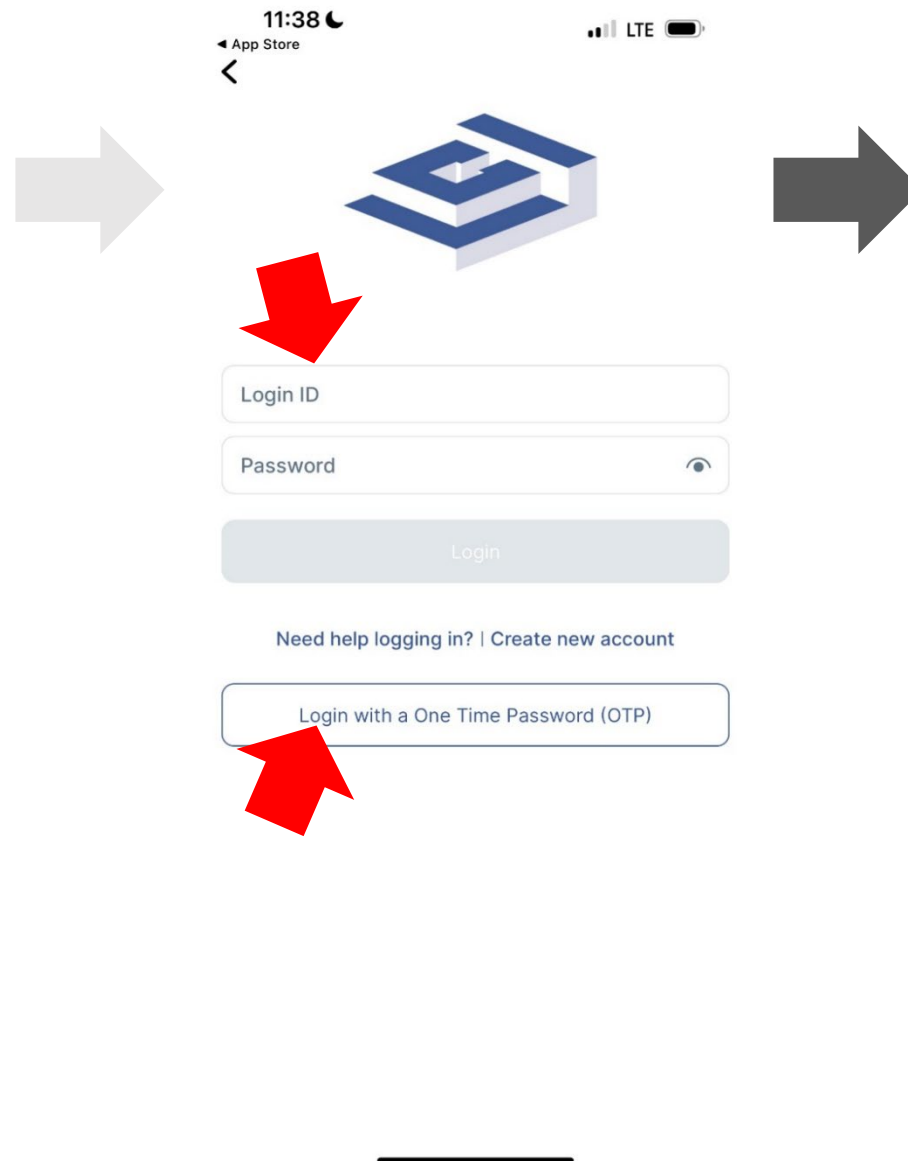 11:38
LTE
◄ App Store
Login ID
Password
Login
Need help logging in? | Create new account
Login with a One Time Password (OTP)